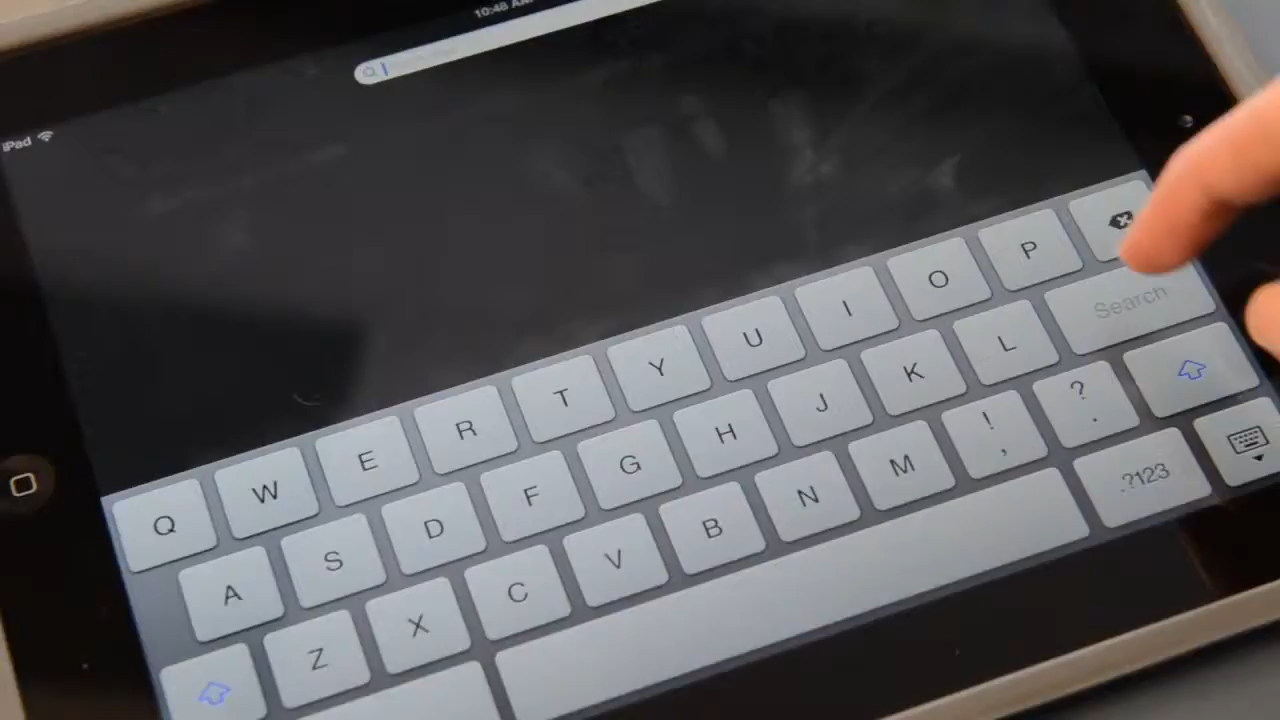 10:48 AM
iPad
Q W E R T Y U I O P
A S D F G H J K L Search
Z X C V B N M ! , ? .
.?123